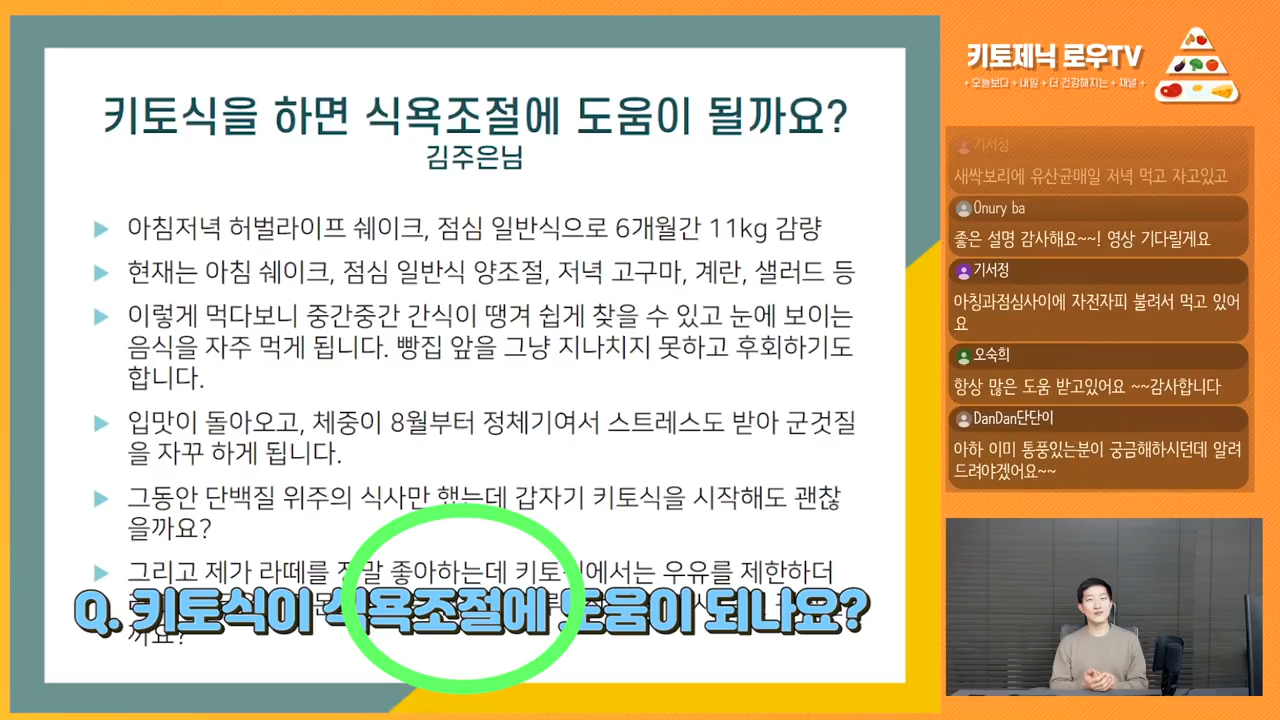 키토식을 하면 식욕조절에 도움이 될까요?
김주은님
▶ 아침저녁 허벌라이프 쉐이크, 점심 일반식으로 6개월간 11kg 감량
▶ 현재는 아침 쉐이크, 점심 일반식 양조절, 저녁 고구마, 계란, 샐러드 등
▶ 이렇게 먹다보니 중간중간 간식이 땡겨 쉽게 찾을 수 있고 눈에 보이는
음식을 자주 먹게 됩니다. 빵집 앞을 그냥 지나치지 못하고 후회하기도
합니다.
▶ 입맛이 돌아오고, 체중이 8월부터 정체기여서 스트레스도 받아 군것질
을 자꾸 하게 됩니다.
▶ 그동안 단백질 위주의 식사만 했는데 갑자기 키토식을 시작해도 괜찮
을까요?
▶ 그리고 제가 라떼를 정말 좋아하는데 키토식에서는 우유를 제한하더
Q. 키토식이 식욕조절에 도움이 되나요?
까요?
키토제닉 로우TV
+ 오늘보다 + 내일 + 더 건강해지는 + 채널 +
기서정
새싹보리에 유산균매일 저녁 먹고 자고있고
Onury ba
좋은 설명 감사해요~~! 영상 기다릴게요
기서정
아칭과점심사이에 자전자피 불려서 먹고 있어
요
오숙희
항상 많은 도움 받고있어요 ~~감사합니다
DanDan단단이
아하 이미 통풍있는분이 궁금해하시던데 알려
드려야겠어요~~